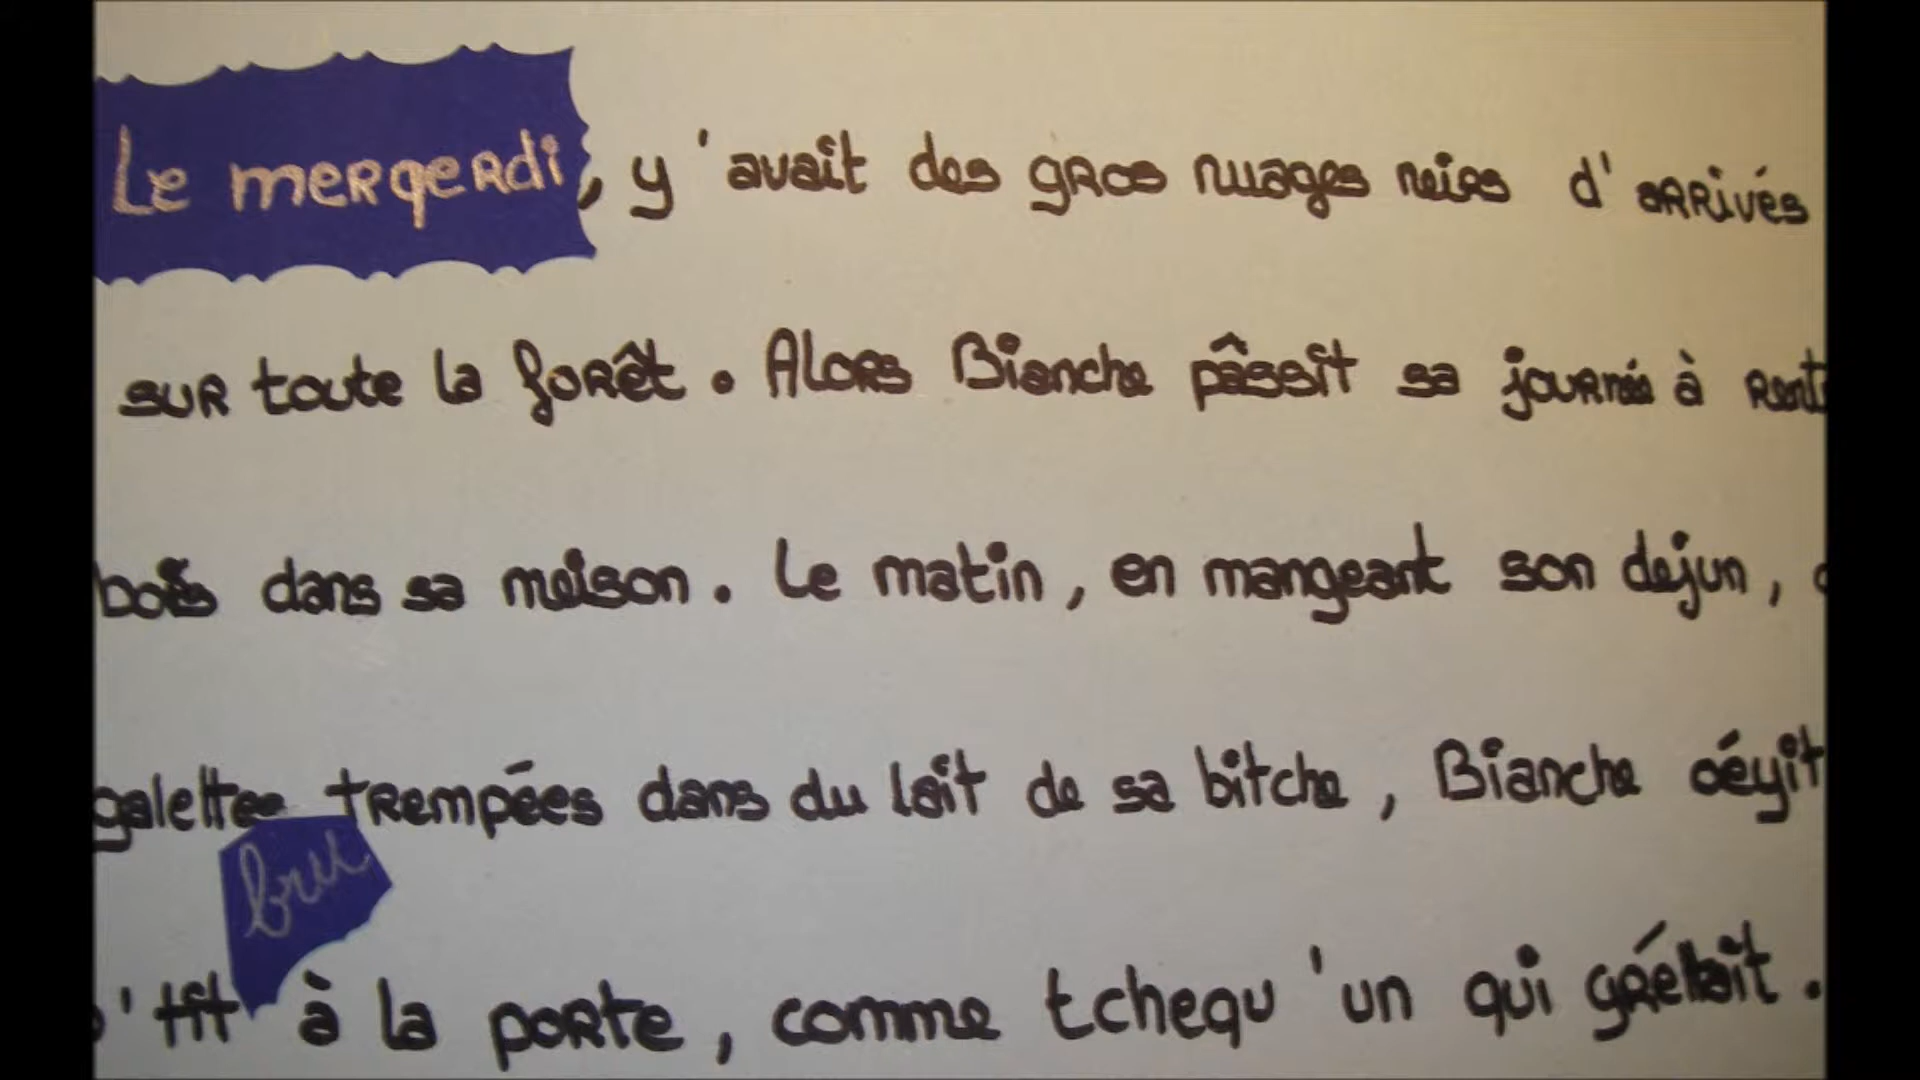 Le merqerdi, y'avait des gros nuages neirs d'arrivés
sur toute la forêt. Alors Bianche pâssit sa journée à
dans sa meison. Le matin, en mangeant son dejun,
galettes trempées dans du lait de sa bitche, Bianche oéyit
bru
à la porte, comme tchequ'un qui